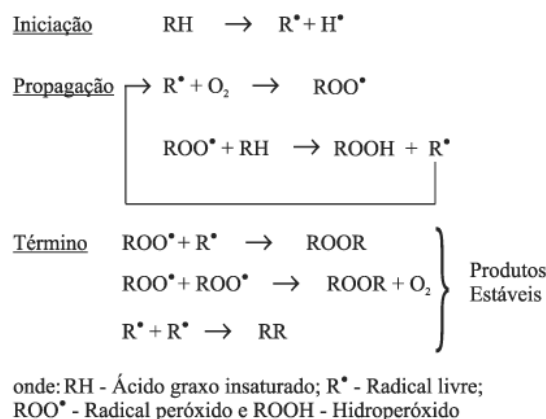 Iniciação RH → R• + H•
Propagação → R• + O₂ → ROO•
ROO• + RH → ROOH + R•
Término ROO• + R• → ROOR
ROO• + ROO• → ROOR + O₂
R• + R• → RR
Produtos
Estáveis
onde: RH - Ácido graxo insaturado; R• - Radical livre;
ROO• - Radical peróxido e ROOH - Hidroperóxido